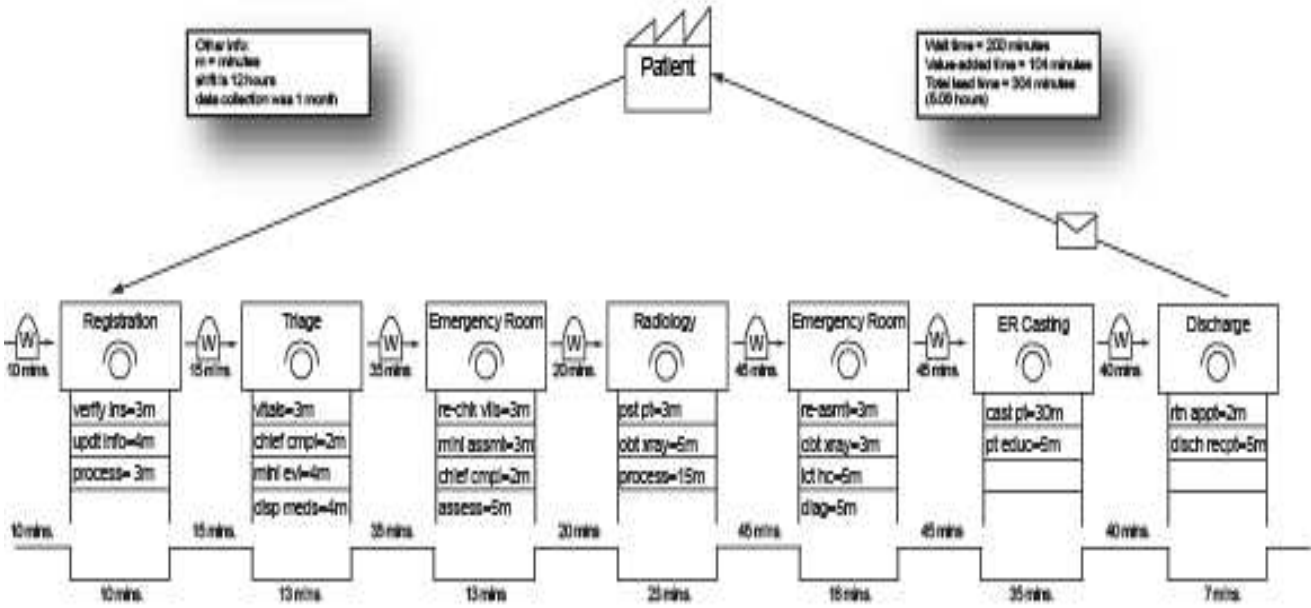 Other info:
m = minutes
shift is 12 hours
data collection was 1 month
Patient
Wait time = 200 minutes
Value-added time = 104 minutes
Total lead time = 304 minutes
(5.06 hours)
W
10 mins.
Registration
W
15 mins.
Triage
W
35 mins.
Emergency Room
W
20 mins.
Radiology
W
45 mins.
Emergency Room
W
45 mins.
ER Casting
W
40 mins.
Discharge
verify ins=3m
updt info=4m
process= 3m
vitals=3m
chief cmpl=2m
mini evl=4m
disp meds=4m
re-chk vtls=3m
mini assmt=3m
chief cmpl=2m
assess=5m
pst pt=3m
obt xray=5m
process=15m
re-asmt=3m
obt xray=3m
diag=5m
cast pt=30m
pt educ=5m
rtn appt=2m
disch recpt=5m
10 mins.
15 mins.
35 mins.
20 mins
45 mins.
45 mins
40 mins.
10 mins.
13 mins.
13 mins.
23 mins.
16 mins.
35 mins.
7 mins.